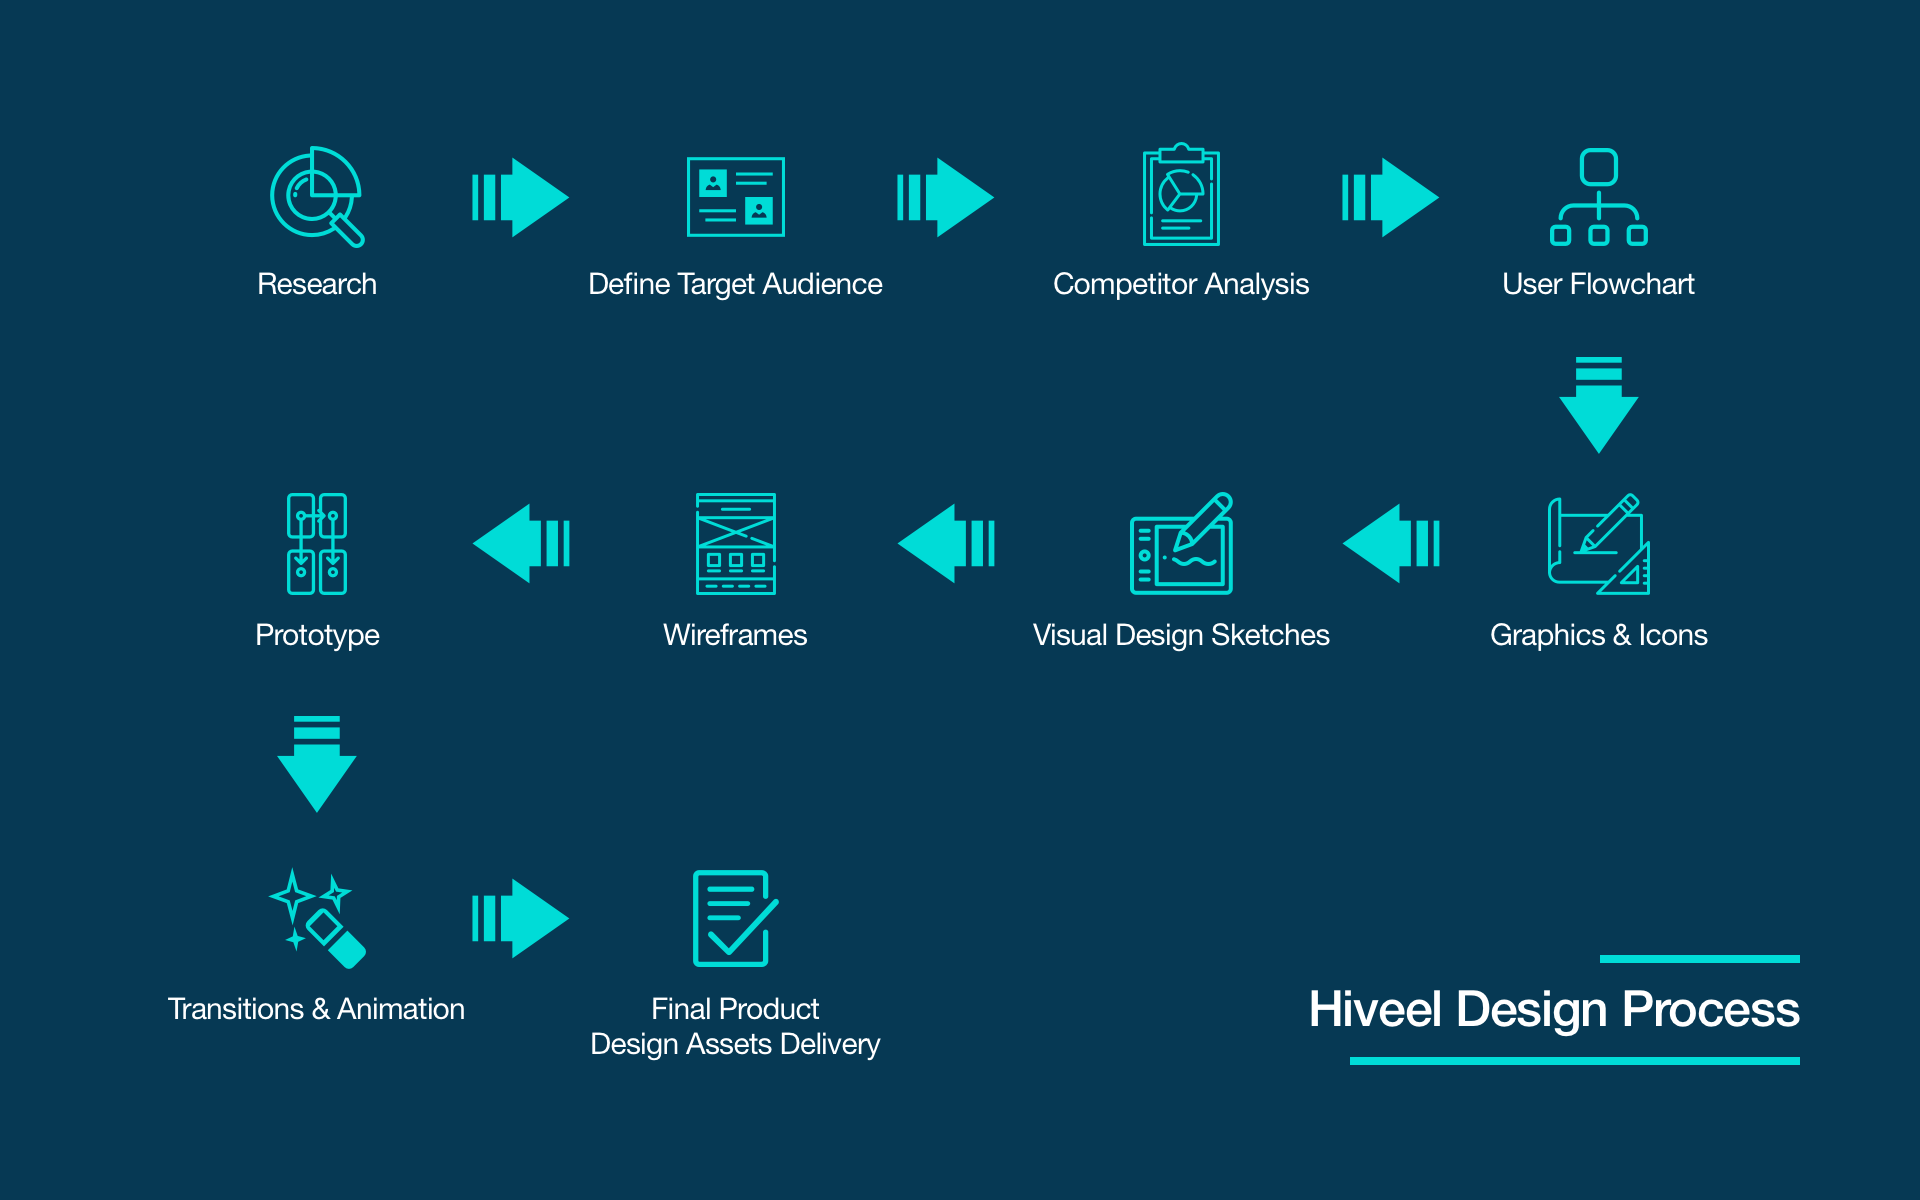 Research
Define Target Audience
Competitor Analysis
User Flowchart
Graphics & Icons
Visual Design Sketches
Wireframes
Prototype
Transitions & Animation
Final Product
Design Assets Delivery
Hiveel Design Process